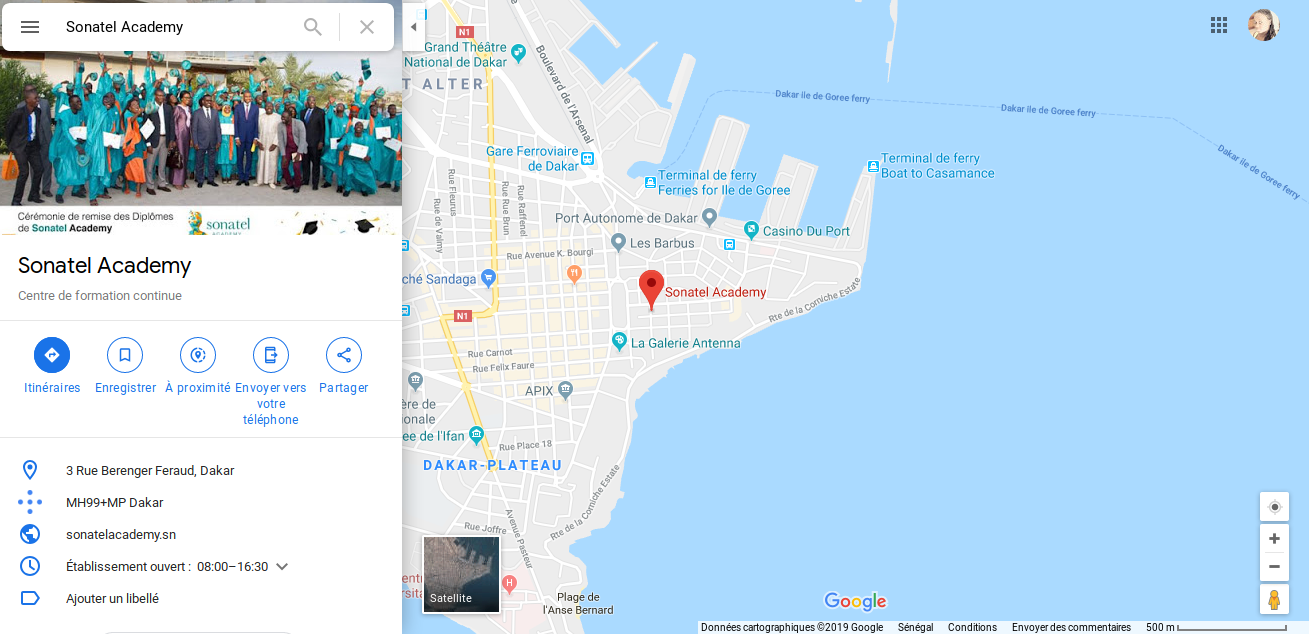 Sonatel Academy
Cérémonie de remise des Diplômes
de Sonatel Academy
sonatel
ACADEMY
Sonatel Academy
Centre de formation continue
Itinéraires
Enregistrer
À proximité
Envoyer vers
votre
téléphone
Partager
3 Rue Berenger Feraud, Dakar
MH99+MP Dakar
sonatelacademy.sn
Établissement ouvert : 08:00–16:30
Ajouter un libellé
N1
Grand Théâtre
National de Dakar
T ALTER
Boulevard de l'Arsenal
Dakar Ile de Goree ferry
Dakar Ile de Goree ferry
Dakar Ile de Goree ferry
Gare Ferroviaire
de Dakar
Terminal de ferry
Ferries for Ile de Goree
Terminal de ferry
Boat to Casamance
Rue Fleurus
Rue de Valmy
Rue Rue Brun
Rue Raffenel
Port Autonome de Dakar
Casino Du Port
Les Barbus
Rue Avenue K. Bourgi
ché Sandaga
Sonatel Academy
Rte de la Corniche Estate
N1
La Galerie Antenna
Rue Carnot
Rue Felix Faure
APIX
ère de
ionale
ee de l'Ifan
Rue Place 18
DAKAR-PLATEAU
Rte de la Corniche Estate
Rue Joffre
Avenue Pasteur
entr
rsita
H
Satellite
Plage de
l'Anse Bernard
Google
Données cartographiques ©2019 Google Sénégal Conditions Envoyer des commentaires 500 m